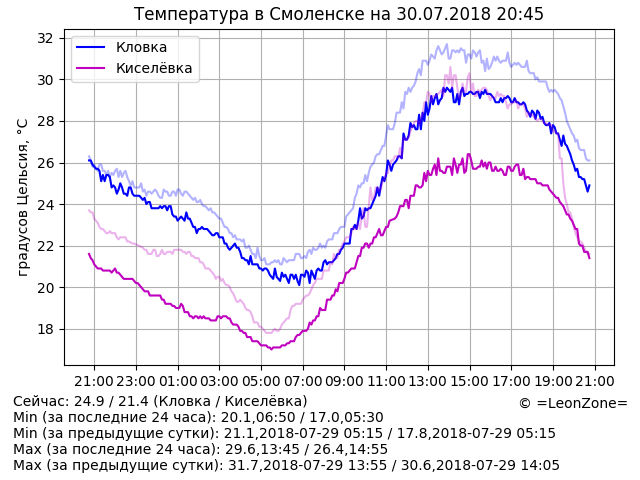 Температура в Смоленске на 30.07.2018 20:45
Кловка
Киселёвка
градусов Цельсия, °C
32
30
28
26
24
22
20
18
21:00 23:00 01:00 03:00 05:00 07:00 09:00 11:00 13:00 15:00 17:00 19:00 21:00
Сейчас: 24.9 / 21.4 (Кловка / Киселёвка)
© =LeonZone=
Min (за последние 24 часа): 20.1,06:50 / 17.0,05:30
Min (за предыдущие сутки): 21.1,2018-07-29 05:15 / 17.8,2018-07-29 05:15
Max (за последние 24 часа): 29.6,13:45 / 26.4,14:55
Max (за предыдущие сутки): 31.7,2018-07-29 13:55 / 30.6,2018-07-29 14:05